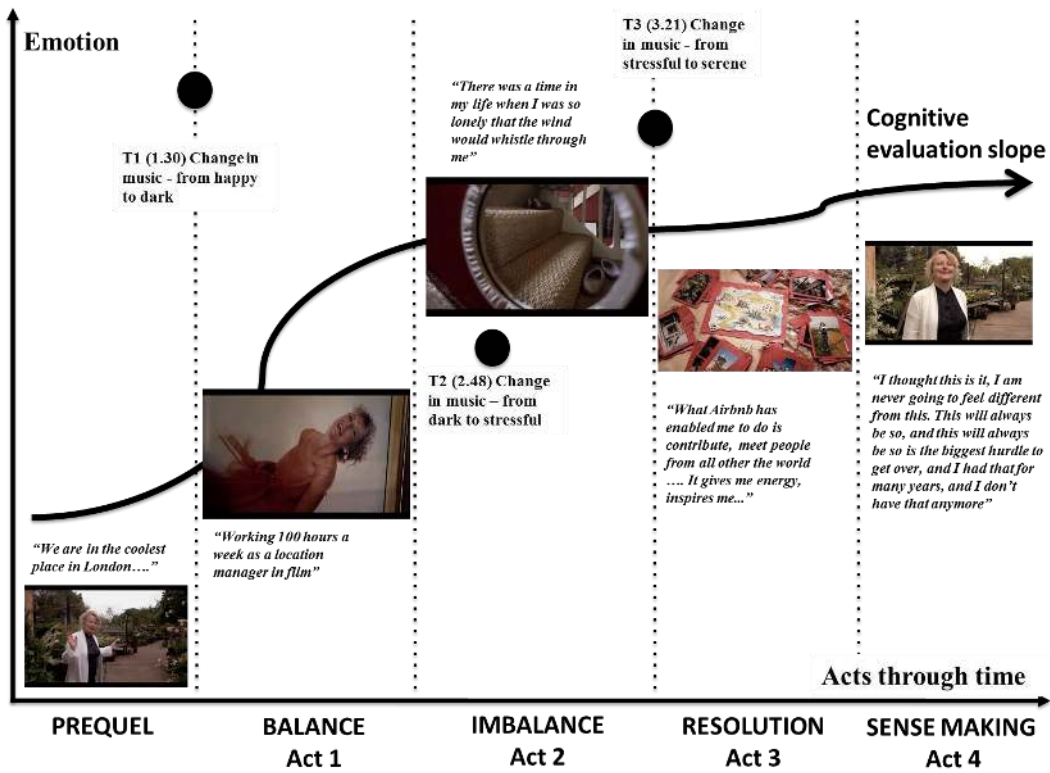 Emotion
T1 (1.30) Change in
music - from happy
to dark
"There was a time in
my life when I was so
lonely that the wind
would whistle through
me"
T3 (3.21) Change
in music - from
stressful to serene
Cognitive
evaluation slope
T2 (2.48) Change
in music – from
dark to stressful
"We are in the coolest
place in London…."
"Working 100 hours a
week as a location
manager in film"
"What Airbnb has
enabled me to do is
contribute, meet people
from all other the world
…. It gives me energy,
inspires me..."
"I thought this is it, I am
never going to feel different
from this. This will always
be so, and this will always
be so is the biggest hurdle to
get over, and I had that for
many years, and I don't
have that anymore"
Acts through time
PREQUEL
BALANCE
Act 1
IMBALANCE
Act 2
RESOLUTION
Act 3
SENSE MAKING
Act 4